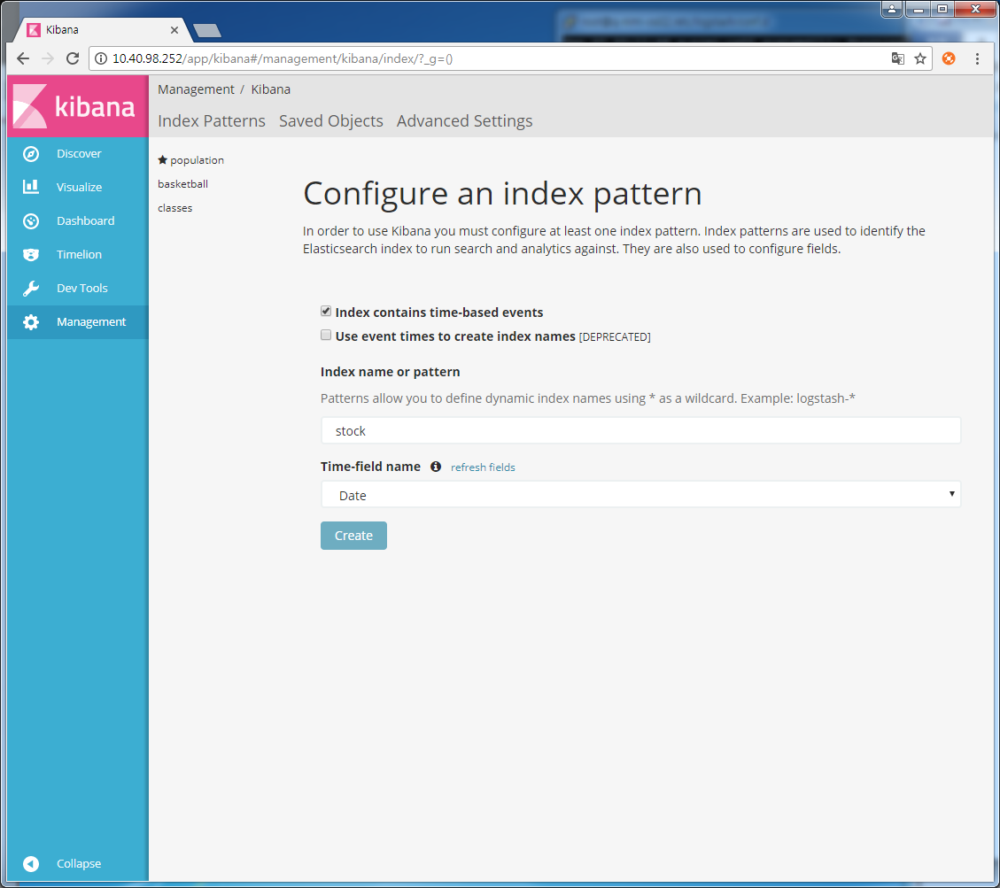 Kibana
10.40.98.252/app/kibana#/management/kibana/index/?_g=()
kibana
Management / Kibana
Index Patterns Saved Objects Advanced Settings
Discover
Visualize
Dashboard
Timelion
Dev Tools
Management
Collapse
population
basketball
classes
Configure an index pattern
In order to use Kibana you must configure at least one index pattern. Index patterns are used to identify the
Elasticsearch index to run search and analytics against. They are also used to configure fields.
Index contains time-based events
Use event times to create index names [DEPRECATED]
Index name or pattern
Patterns allow you to define dynamic index names using * as a wildcard. Example: logstash-*
stock
Time-field name refresh fields
Date
Create